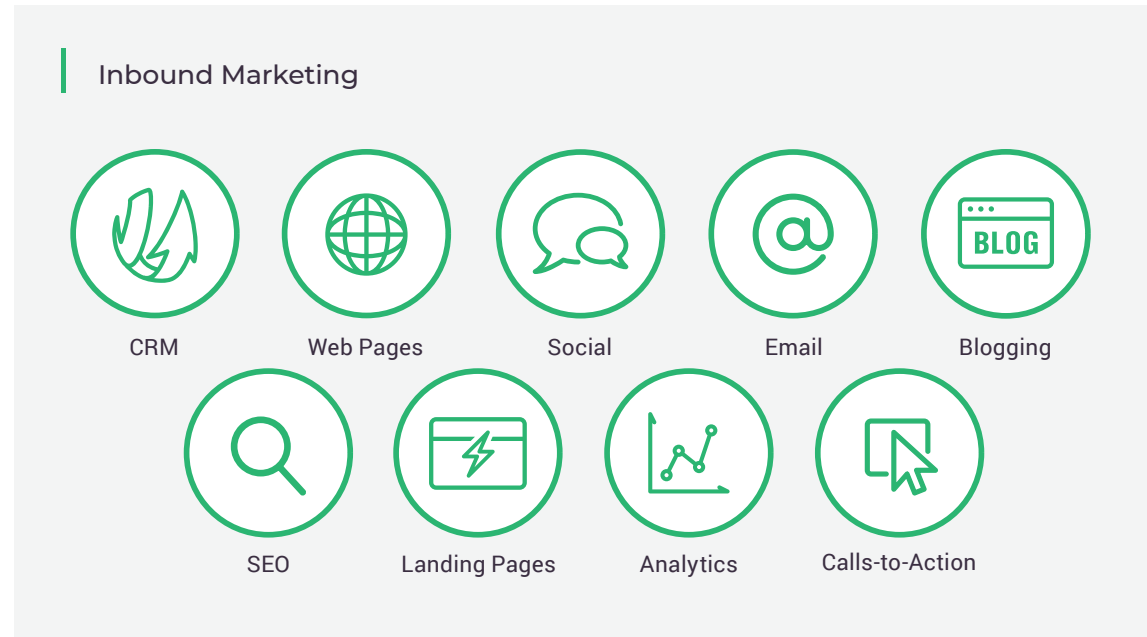 Inbound Marketing
BLOG
CRM
Web Pages
Social
Email
Blogging
SEO
Landing Pages
Analytics
Calls-to-Action